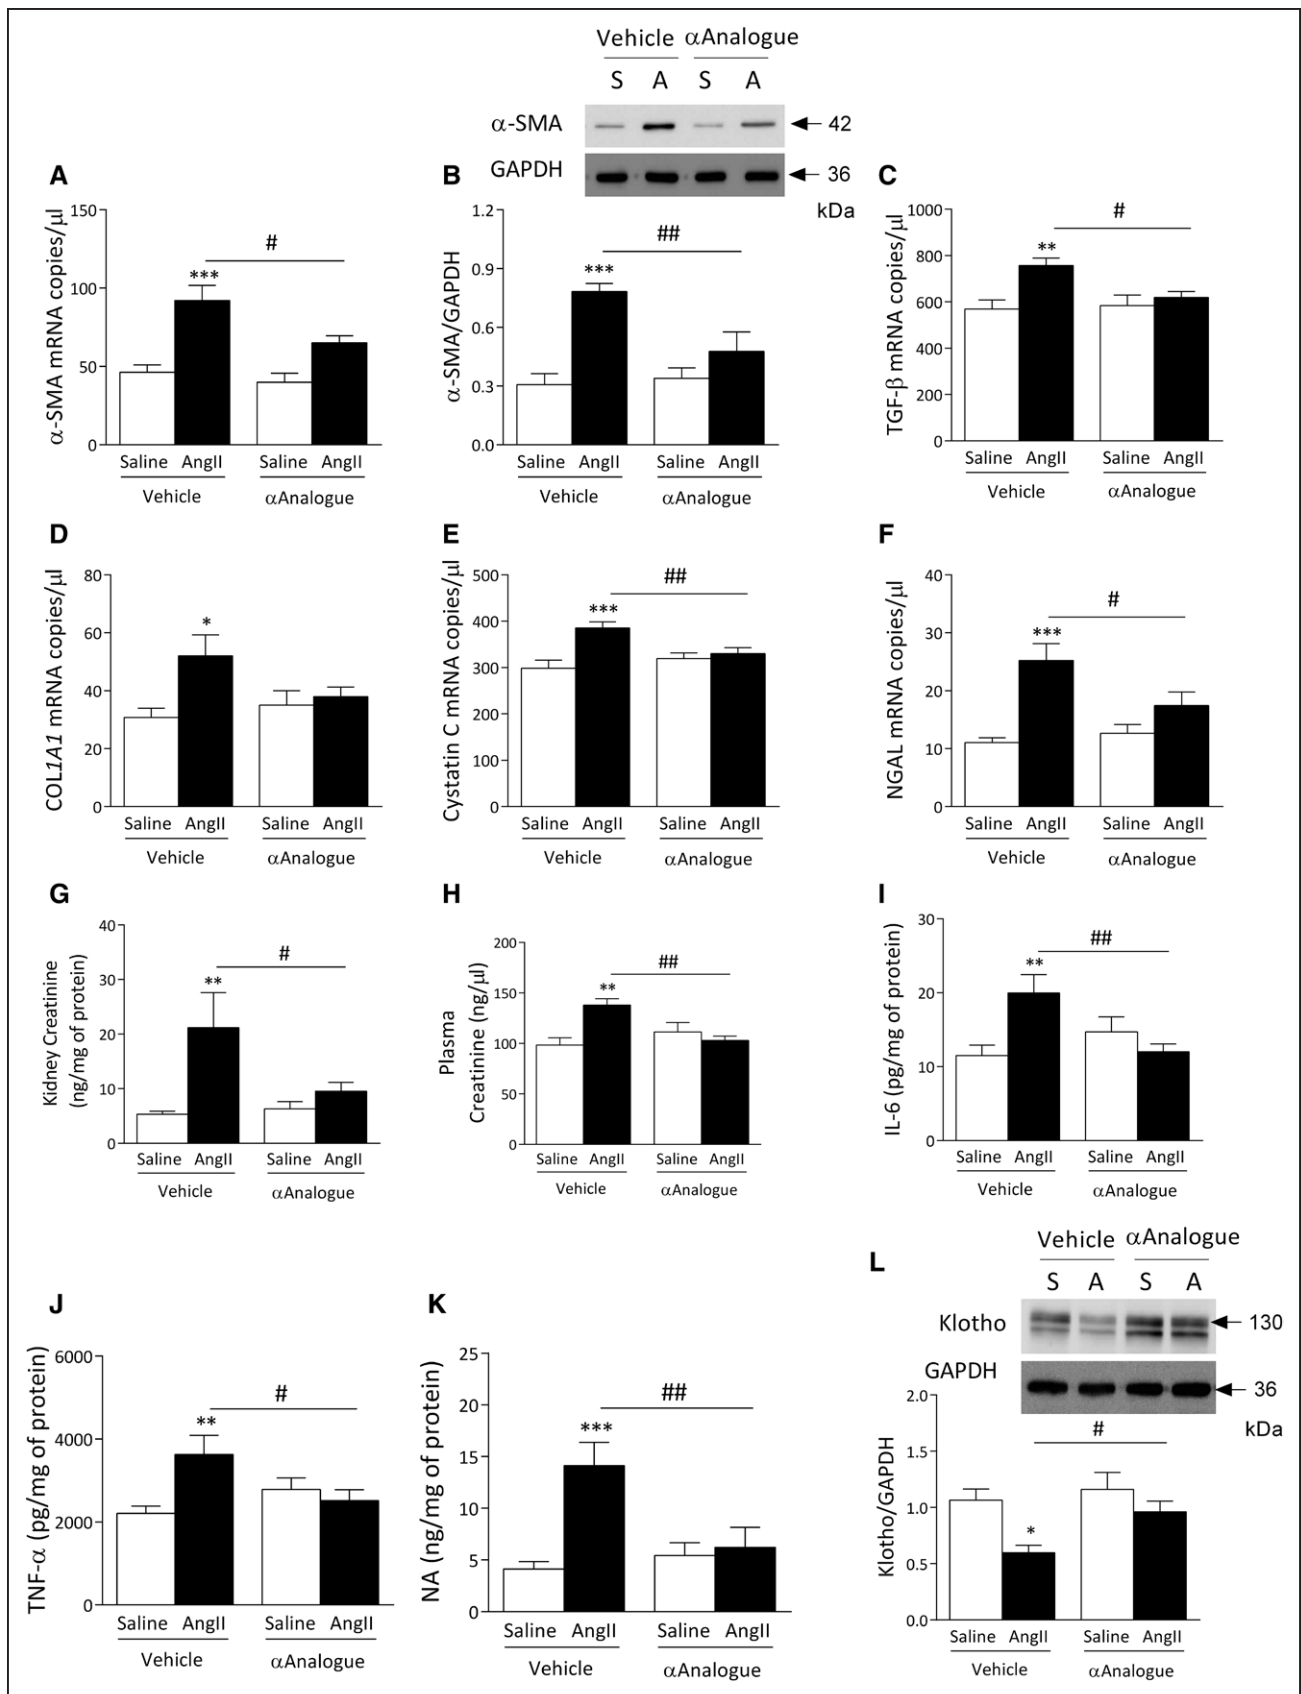 Vehicle αAnalogue
S A S A
α-SMA 42
GAPDH 36
kDa
A
α-SMA mRNA copies/µl
150
100
50
0
***
#
Saline AngII Saline AngII
Vehicle αAnalogue
B
α-SMA/GAPDH
1.2
0.9
0.6
0.3
0.0
***
##
Saline AngII Saline AngII
Vehicle αAnalogue
C
TGF-β mRNA copies/µl
1000
800
600
400
200
0
**
#
Saline AngII Saline AngII
Vehicle αAnalogue
D
COL1A1 mRNA copies/µl
80
60
40
20
0
*
Saline AngII Saline AngII
Vehicle αAnalogue
E
Cystatin C mRNA copies/µl
500
400
300
200
100
0
***
##
Saline AngII Saline AngII
Vehicle αAnalogue
F
NGAL mRNA copies/µl
40
30
20
10
0
***
#
Saline AngII Saline AngII
Vehicle αAnalogue
G
Kidney Creatinine
(ng/mg of protein)
40
30
20
10
0
**
#
Saline AngII Saline AngII
Vehicle αAnalogue
H
Plasma
Creatinine (ng/µl)
200
150
100
50
0
**
##
Saline AngII Saline AngII
Vehicle αAnalogue
I
IL-6 (pg/mg of protein)
30
20
10
0
**
##
Saline AngII Saline AngII
Vehicle αAnalogue
J
TNF-α (pg/mg of protein)
6000
4000
2000
0
**
#
Saline AngII Saline AngII
Vehicle αAnalogue
K
NA (ng/mg of protein)
25
20
15
10
5
0
***
##
Saline AngII Saline AngII
Vehicle αAnalogue
L
Vehicle αAnalogue
S A S A
Klotho 130
GAPDH 36
kDa
Klotho/GAPDH
2.0
1.5
1.0
0.5
0.0
*
#
Saline AngII Saline AngII
Vehicle αAnalogue